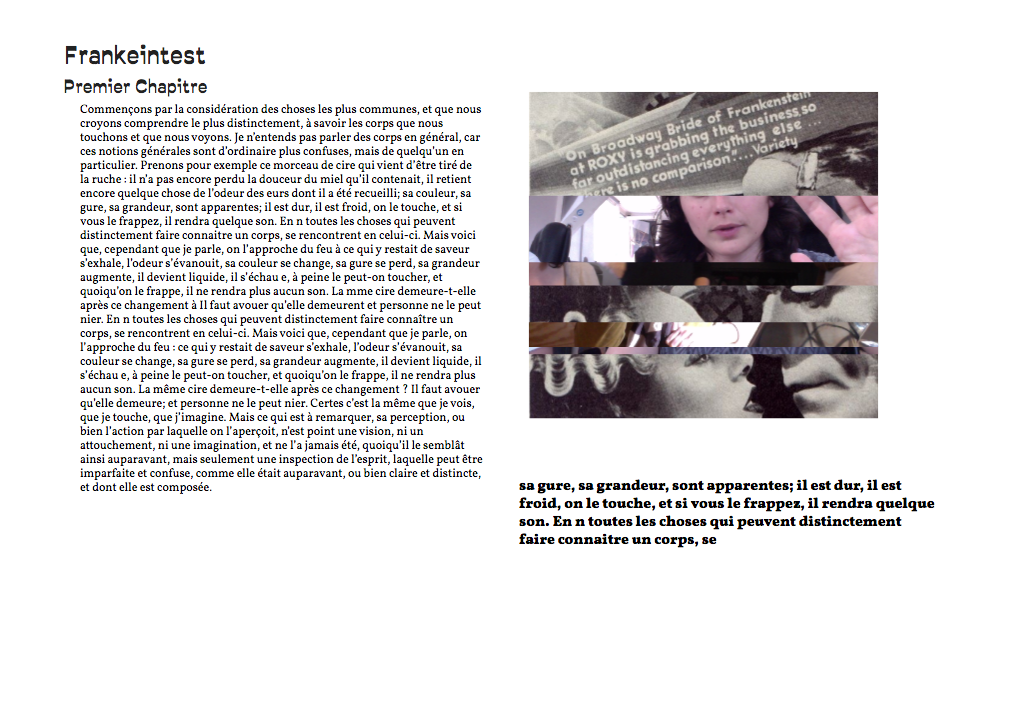 Frankeintest
Premier Chapitre
Commençons par la considération des choses les plus communes, et que nous
croyons comprendre le plus distinctement, à savoir les corps que nous
touchons et que nous voyons. Je n'entends pas parler des corps en général, car
ces notions générales sont d'ordinaire plus confuses, mais de quelqu'un en
particulier. Prenons pour exemple ce morceau de cire qui vient d'être tiré de
la ruche : il n'a pas encore perdu la douceur du miel qu'il contenait, il retient
encore quelque chose de l'odeur des eurs dont il a été recueilli; sa couleur, sa
gure, sa grandeur, sont apparentes; il est dur, il est froid, on le touche, et si
vous le frappez, il rendra quelque son. En n toutes les choses qui peuvent
distinctement faire connaitre un corps, se rencontrent en celui-ci. Mais voici
que, cependant que je parle, on l'approche du feu à ce qui y restait de saveur
s'exhale, l'odeur s'évanouit, sa couleur se change, sa gure se perd, sa grandeur
augmente, il devient liquide, il s'échau e, à peine le peut-on toucher, et
quoiqu'on le frappe, il ne rendra plus aucun son. La mme cire demeure-t-elle
après ce changement à Il faut avouer qu'elle demeurent et personne ne le peut
nier. En n toutes les choses qui peuvent distinctement faire connaître un
corps, se rencontrent en celui-ci. Mais voici que, cependant que je parle, on
l'approche du feu : ce qui y restait de saveur s'exhale, l'odeur s'évanouit, sa
couleur se change, sa gure se perd, sa grandeur augmente, il devient liquide, il
s'échau e, à peine le peut-on toucher, et quoiqu'on le frappe, il ne rendra plus
aucun son. La même cire demeure-t-elle après ce changement ? Il faut avouer
qu'elle demeure; et personne ne le peut nier. Certes c'est la même que je vois,
que je touche, que j'imagine. Mais ce qui est à remarquer, sa perception, ou
bien l'action par laquelle on l'aperçoit, n'est point une vision, ni un
attouchement, ni une imagination, et ne l'a jamais été, quoiqu'il le semblât
ainsi auparavant, mais seulement une inspection de l'esprit, laquelle peut être
imparfaite et confuse, comme elle était auparavant, ou bien claire et distincte,
et dont elle est composée.
On Broadway Bride of Frankenstein
at ROXY is grabbing the business, so
far outdistancing everything else ...
there is no comparison"... Variety
sa gure, sa grandeur, sont apparentes; il est dur, il est
froid, on le touche, et si vous le frappez, il rendra quelque
son. En n toutes les choses qui peuvent distinctement
faire connaitre un corps, se